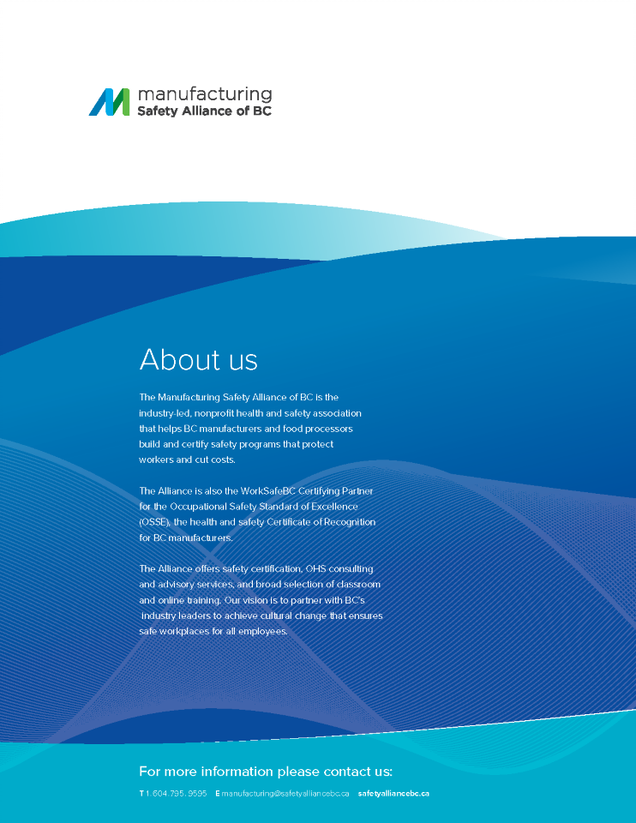 manufacturing
Safety Alliance of BC
About us
The Manufacturing Safety Alliance of BC is the
industry-led, nonprofit health and safety association
that helps BC manufacturers and food processors
build and certify safety programs that protect
workers and cut costs.
The Alliance is also the WorkSafeBC Certifying Partner
for the Occupational Safety Standard of Excellence
(OSSE), the health and safety Certificate of Recognition
for BC manufacturers.
The Alliance offers safety certification, OHS consulting
and advisory services, and broad selection of classroom
and online training. Our vision is to partner with BC's
industry leaders to achieve cultural change that ensures
safe workplaces for all employees.
For more information please contact us:
T 1. 604. 795. 9595 E manufacturing@safetyalliancebc.ca safetyalliancebc.ca